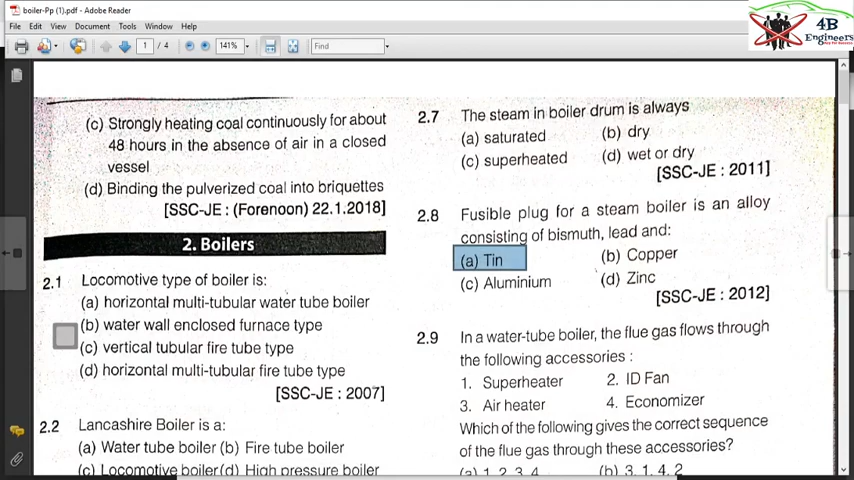 boiler-Pp (1).pdf - Adobe Reader
File Edit View Document Tools Window Help
1 / 4 141% Find
4B
Engineers
(c) Strongly heating coal continuously for about
48 hours in the absence of air in a closed
vessel
(d) Binding the pulverized coal into briquettes
[SSC-JE : (Forenoon) 22.1.2018]
2. Boilers
2.1 Locomotive type of boiler is:
(a) horizontal multi-tubular water tube boiler
(b) water wall enclosed furnace type
(c) vertical tubular fire tube type
(d) horizontal multi-tubular fire tube type
[SSC-JE : 2007]
2.2 Lancashire Boiler is a:
(a) Water tube boiler (b) Fire tube boiler
(c) Locomotive boiler (d) High pressure boiler
2.7 The steam in boiler drum is always
(a) saturated (b) dry
(c) superheated (d) wet or dry
[SSC-JE : 2011]
2.8 Fusible plug for a steam boiler is an alloy
consisting of bismuth, lead and:
(a) Tin (b) Copper
(c) Aluminium (d) Zinc
[SSC-JE : 2012]
2.9 In a water-tube boiler, the flue gas flows through
the following accessories :
1. Superheater 2. ID Fan
3. Air heater 4. Economizer
Which of the following gives the correct sequence
of the flue gas through these accessories?
(a) 1, 2, 3, 4 (b) 3, 1, 4, 2